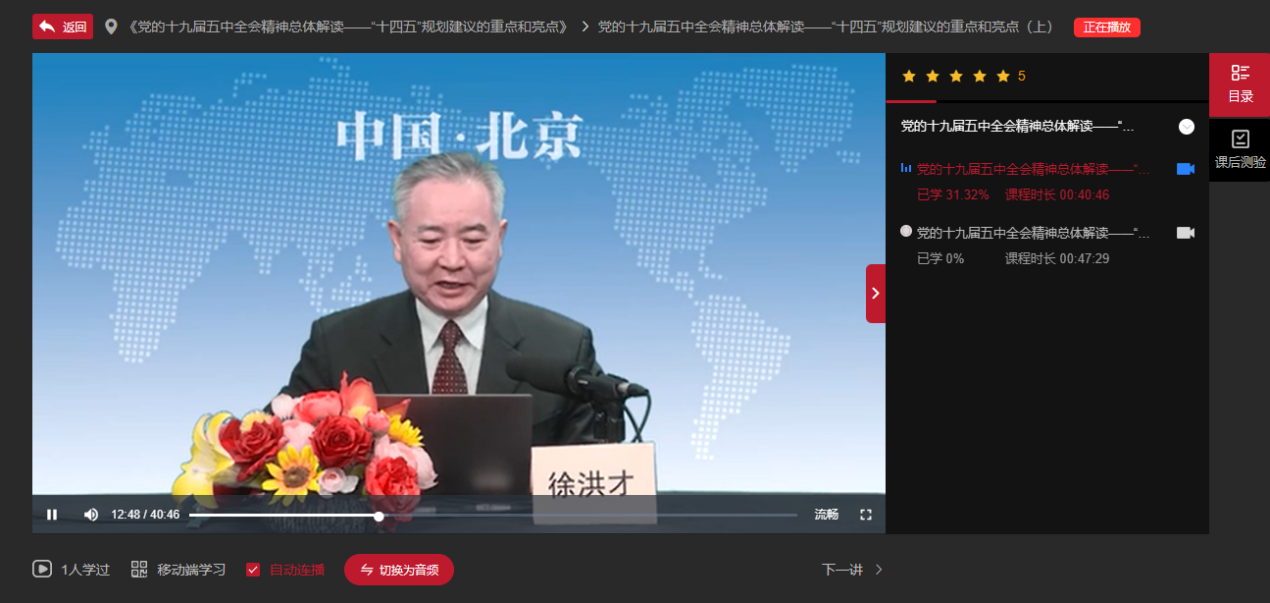 返回
《党的十九届五中全会精神总体解读——“十四五”规划建议的重点和亮点》
党的十九届五中全会精神总体解读——“十四五”规划建议的重点和亮点（上）
正在播放
中国·北京
徐洪才
12:48 / 40:46
流畅
5
党的十九届五中全会精神总体解读——“...
党的十九届五中全会精神总体解读——“...
已学 31.32% 课程时长 00:40:46
党的十九届五中全会精神总体解读——“...
已学 0% 课程时长 00:47:29
目录
课后测验
1人学过
移动端学习
自动连播
切换为音频
下一讲